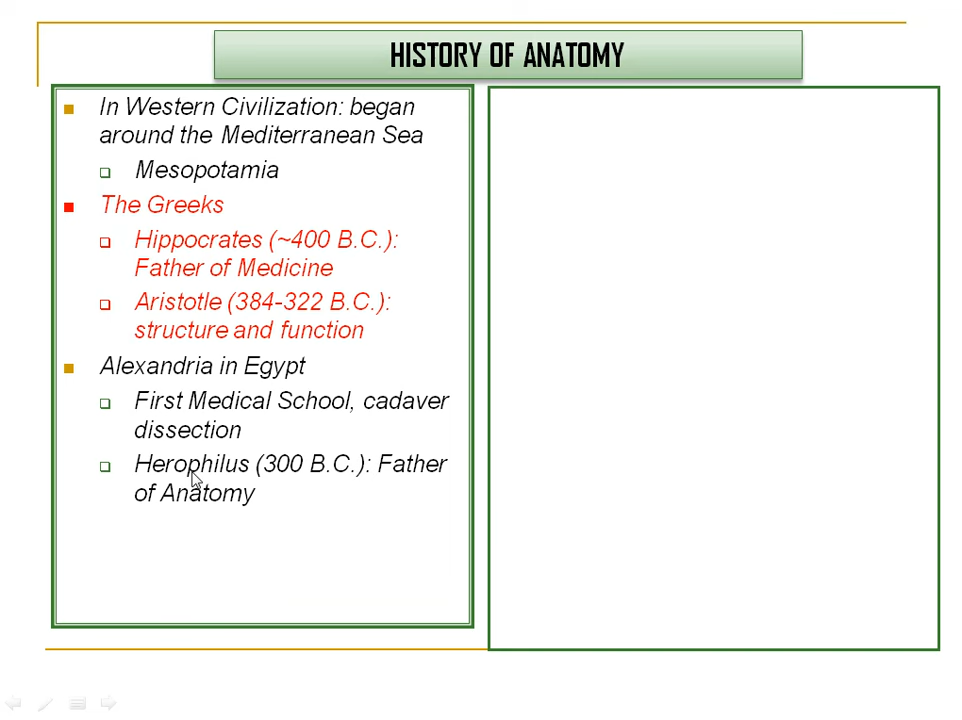 HISTORY OF ANATOMY
In Western Civilization: began
around the Mediterranean Sea
Mesopotamia
The Greeks
Hippocrates (~400 B.C.):
Father of Medicine
Aristotle (384-322 B.C.):
structure and function
Alexandria in Egypt
First Medical School, cadaver
dissection
Herophilus (300 B.C.): Father
of Anatomy